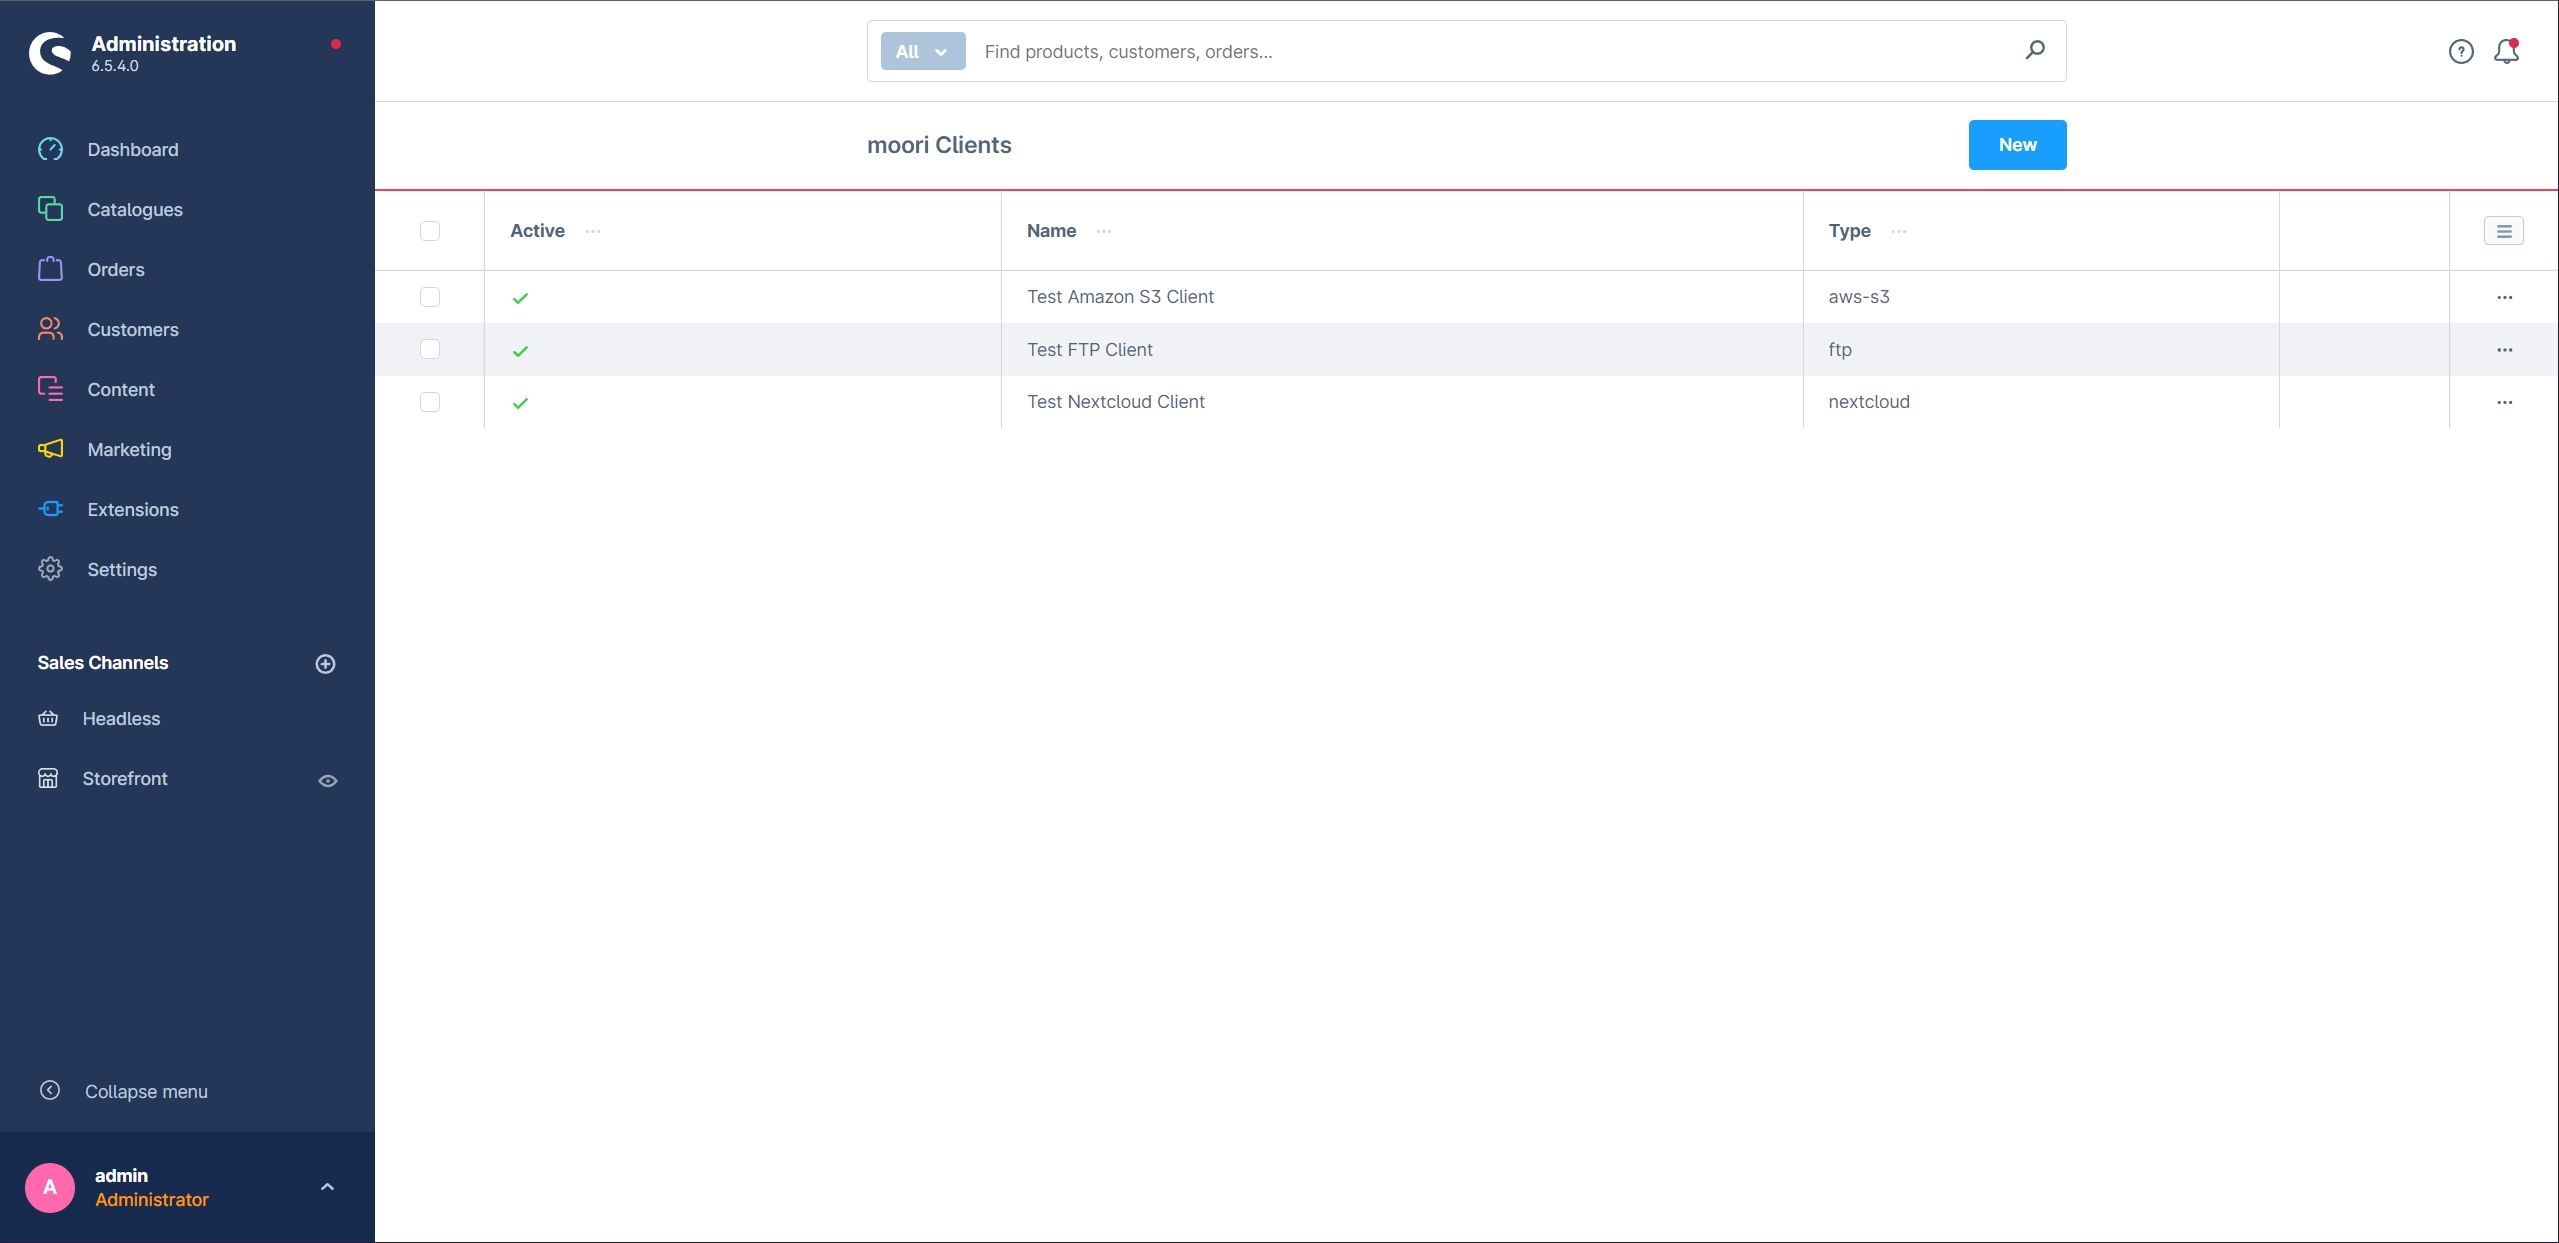 Administration
6.5.4.0
All
Find products, customers, orders...
Dashboard
Catalogues
Orders
Customers
Content
Marketing
Extensions
Settings
Sales Channels
Headless
Storefront
Collapse menu
A
admin
Administrator
moori Clients
New
Active
Name
Type
Test Amazon S3 Client
aws-s3
Test FTP Client
ftp
Test Nextcloud Client
nextcloud